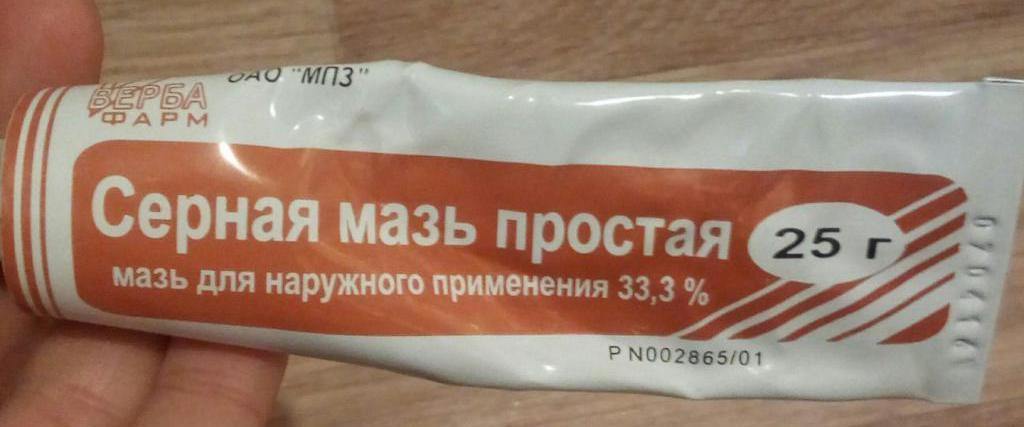 ВЕРБА
ФАРМ
ОАО "МПЗ"
Серная мазь простая
25 г
мазь для наружного применения 33,3 %
P N002865/01